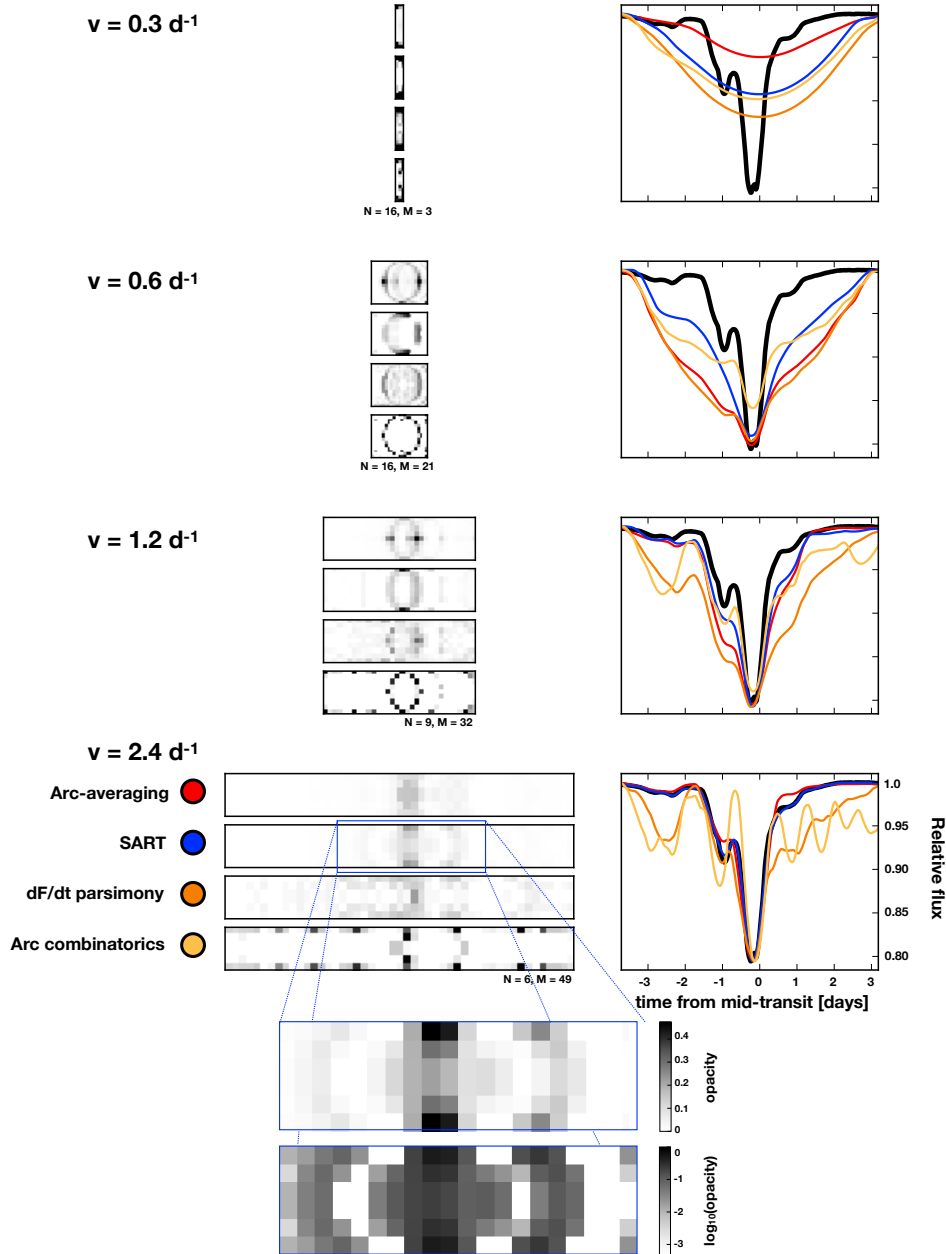 v = 0.3 d-1
N = 16, M = 3
v = 0.6 d-1
N = 16, M = 21
v = 1.2 d-1
N = 9, M = 32
v = 2.4 d-1
Arc-averaging
SART
dF/dt parsimony
Arc combinatorics
N = 6, M = 49
1.0
0.95
0.90
0.85
0.80
Relative flux
-3 -2 -1 0 1 2 3
time from mid-transit [days]
0.4
0.3
0.2
0.1
0
opacity
0
-1
-2
-3
log10(opacity)